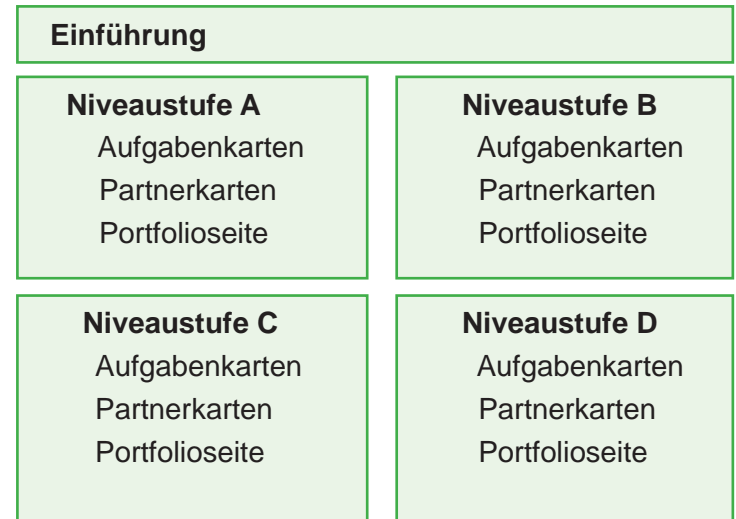 Einführung
Niveaustufe A
Aufgabenkarten
Partnerkarten
Portfolioseite
Niveaustufe B
Aufgabenkarten
Partnerkarten
Portfolioseite
Niveaustufe C
Aufgabenkarten
Partnerkarten
Portfolioseite
Niveaustufe D
Aufgabenkarten
Partnerkarten
Portfolioseite